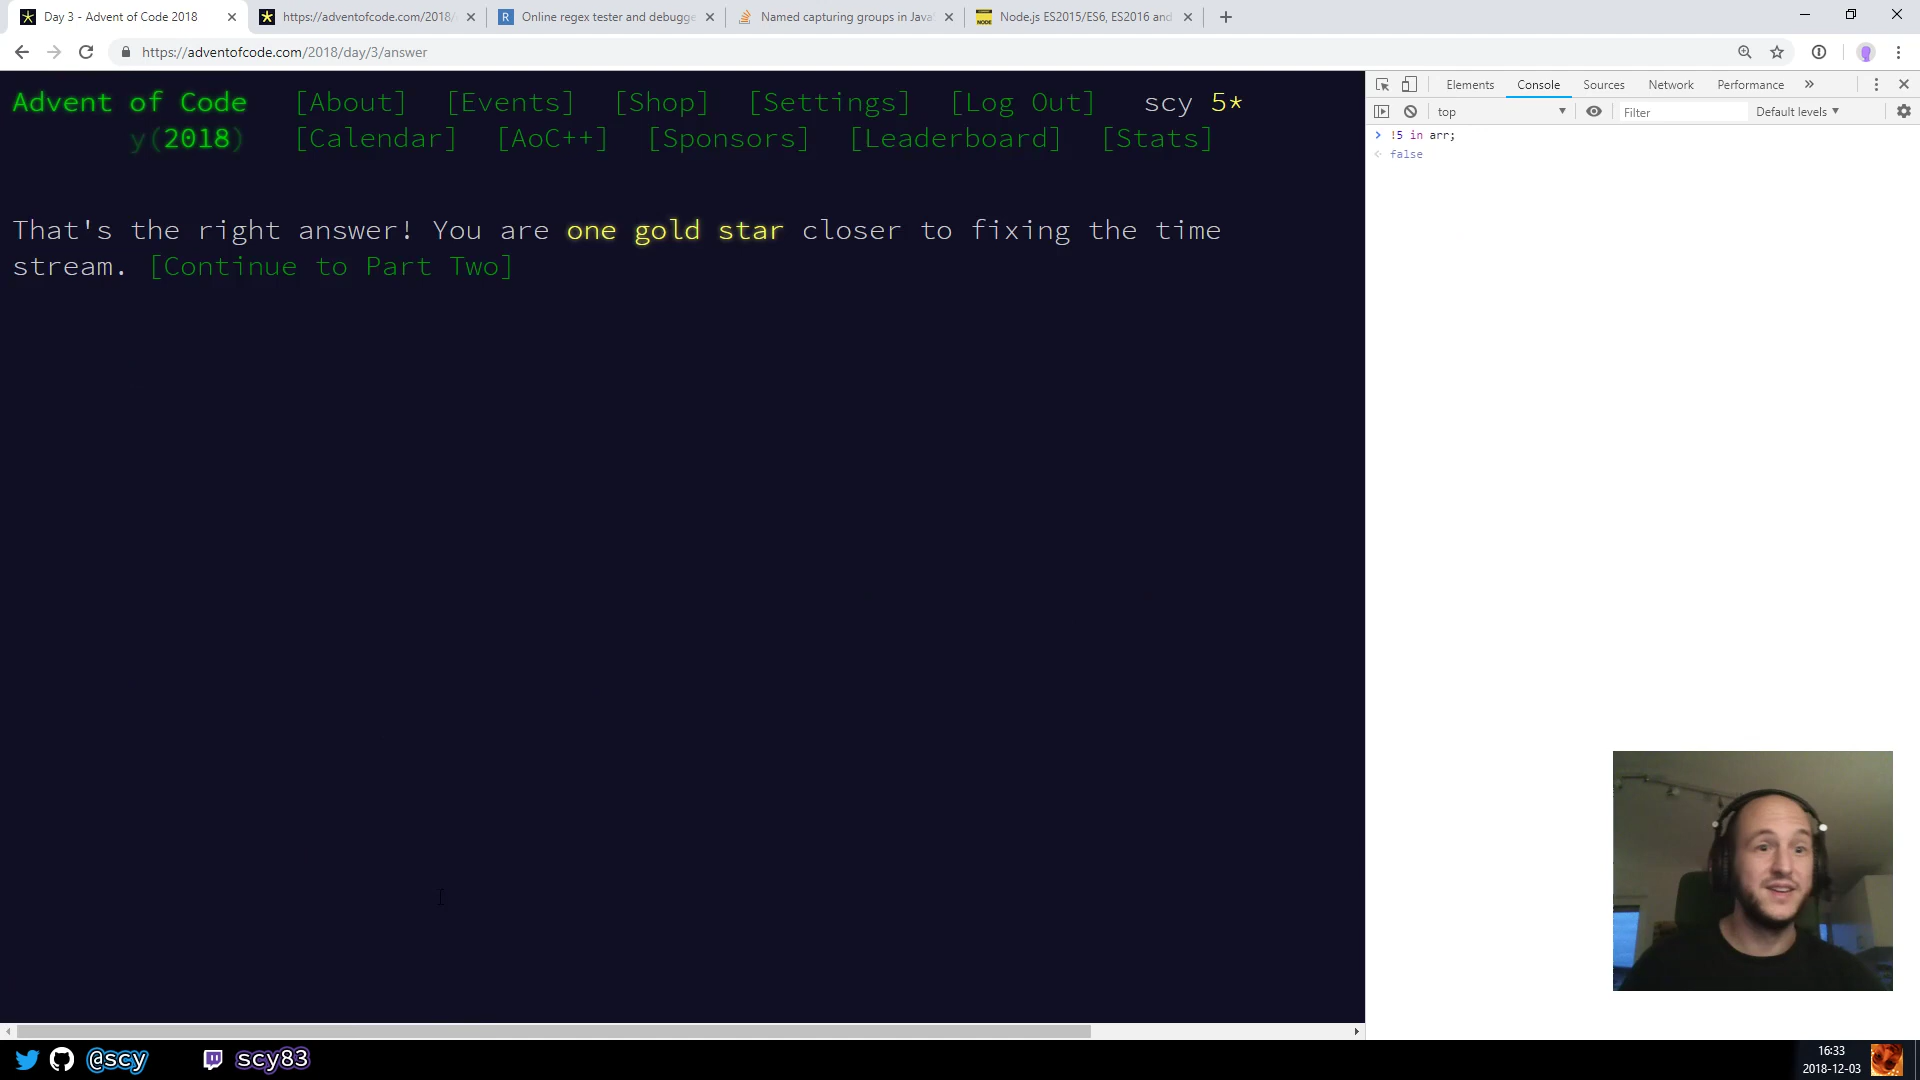 Day 3 - Advent of Code 2018
https://adventofcode.com/2018/
Online regex tester and debugge
Named capturing groups in Java
Node.js ES2015/ES6, ES2016 and
https://adventofcode.com/2018/day/3/answer
Advent of Code [About] [Events] [Shop] [Settings] [Log Out] scy 5*
y(2018) [Calendar] [AoC++] [Sponsors] [Leaderboard] [Stats]
That's the right answer! You are one gold star closer to fixing the time
stream. [Continue to Part Two]
Elements Console Sources Network Performance
top Filter Default levels
!5 in arr;
false
@scy scy83
16:33
2018-12-03